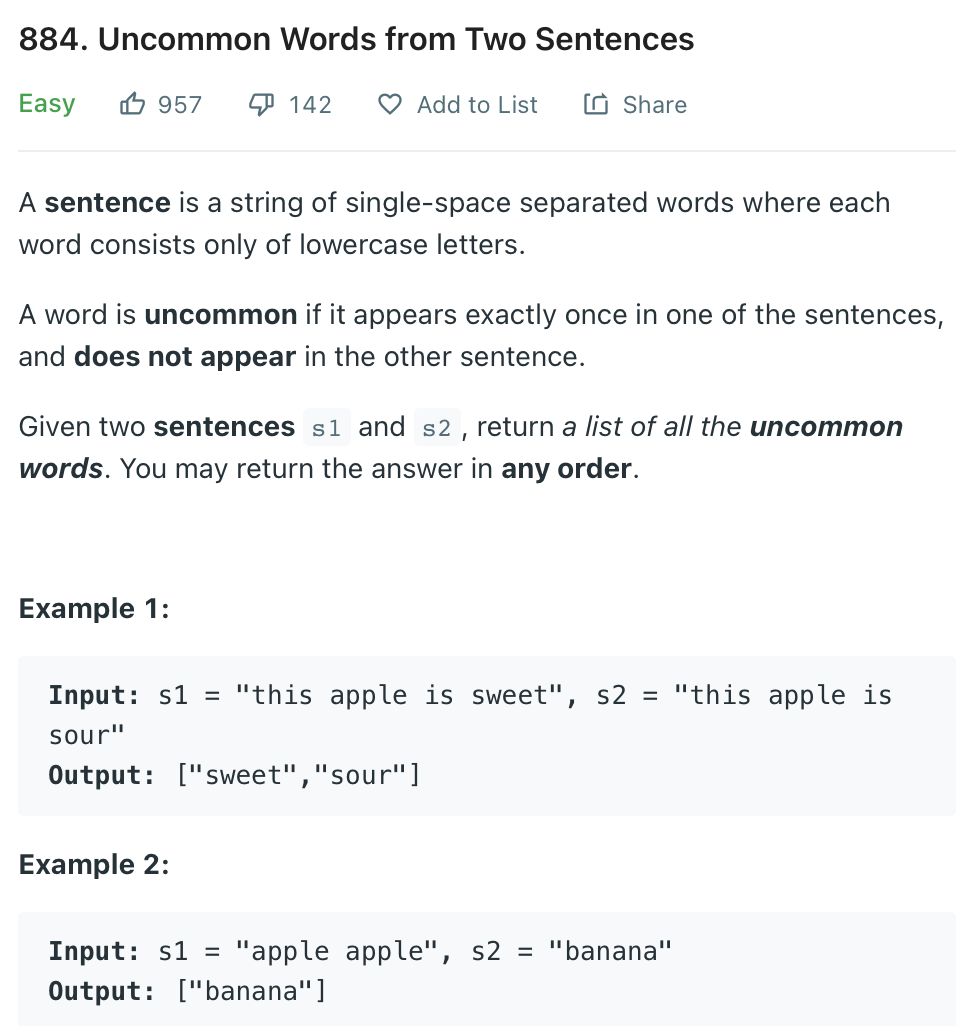 884. Uncommon Words from Two Sentences
Easy 957 142 Add to List Share
A sentence is a string of single-space separated words where each
word consists only of lowercase letters.
A word is uncommon if it appears exactly once in one of the sentences,
and does not appear in the other sentence.
Given two sentences s1 and s2, return a list of all the uncommon
words. You may return the answer in any order.
Example 1:
Input: s1 = "this apple is sweet", s2 = "this apple is
sour"
Output: ["sweet","sour"]
Example 2:
Input: s1 = "apple apple", s2 = "banana"
Output: ["banana"]